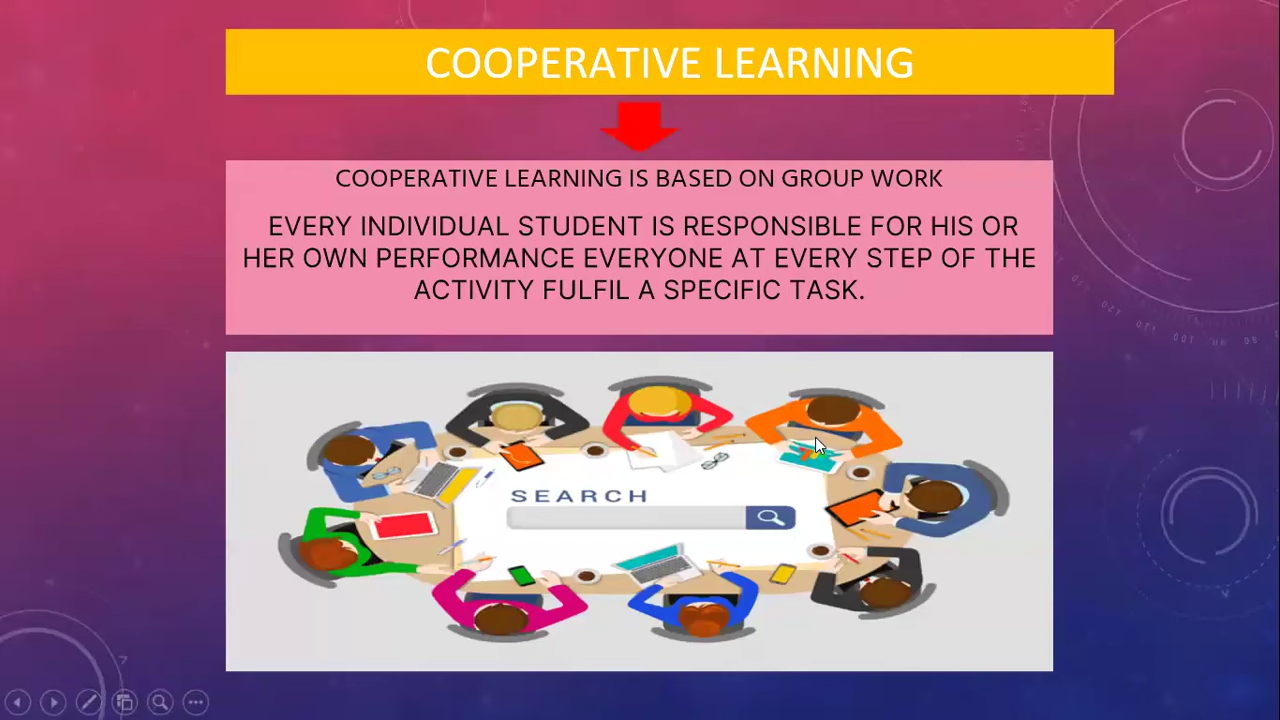 COOPERATIVE LEARNING
COOPERATIVE LEARNING IS BASED ON GROUP WORK
EVERY INDIVIDUAL STUDENT IS RESPONSIBLE FOR HIS OR
HER OWN PERFORMANCE EVERYONE AT EVERY STEP OF THE
ACTIVITY FULFIL A SPECIFIC TASK.
SEARCH